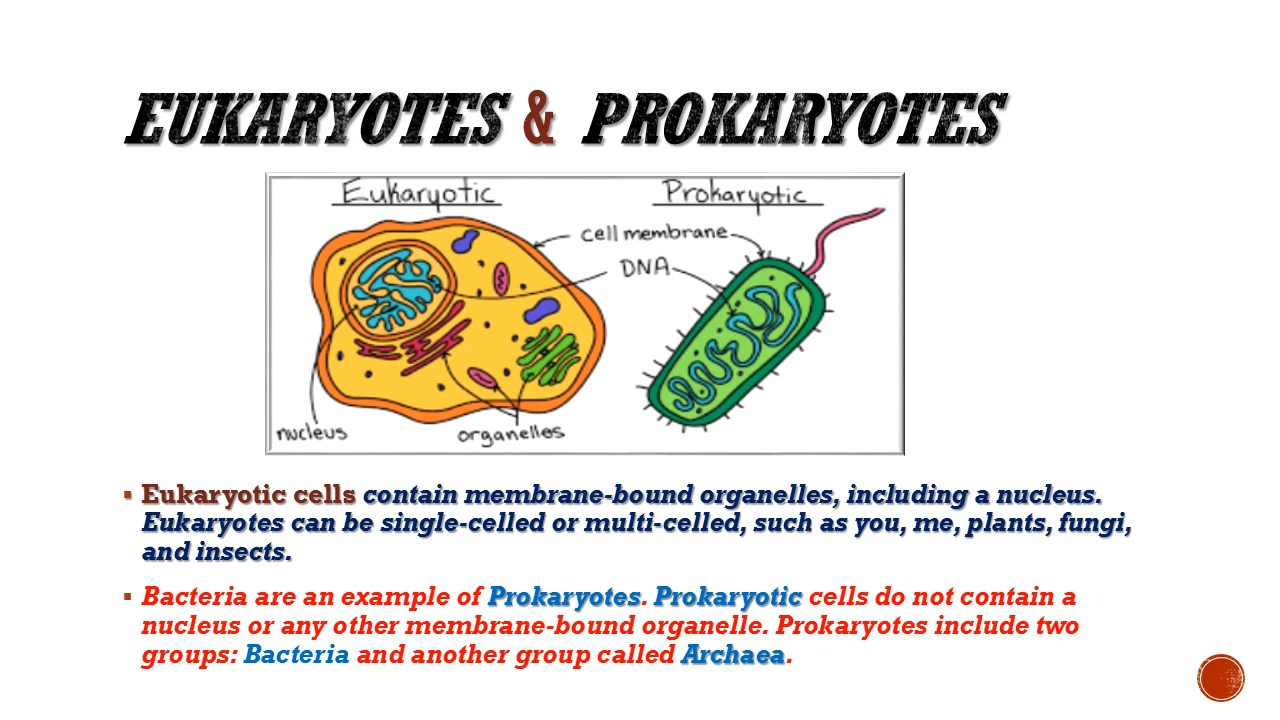 EUKARYOTES & PROKARYOTES
Eukaryotic
Prokaryotic
cell membrane
DNA
nucleus
organelles
▪ Eukaryotic cells contain membrane-bound organelles, including a nucleus.
Eukaryotes can be single-celled or multi-celled, such as you, me, plants, fungi,
and insects.
▪ Bacteria are an example of Prokaryotes. Prokaryotic cells do not contain a
nucleus or any other membrane-bound organelle. Prokaryotes include two
groups: Bacteria and another group called Archaea.